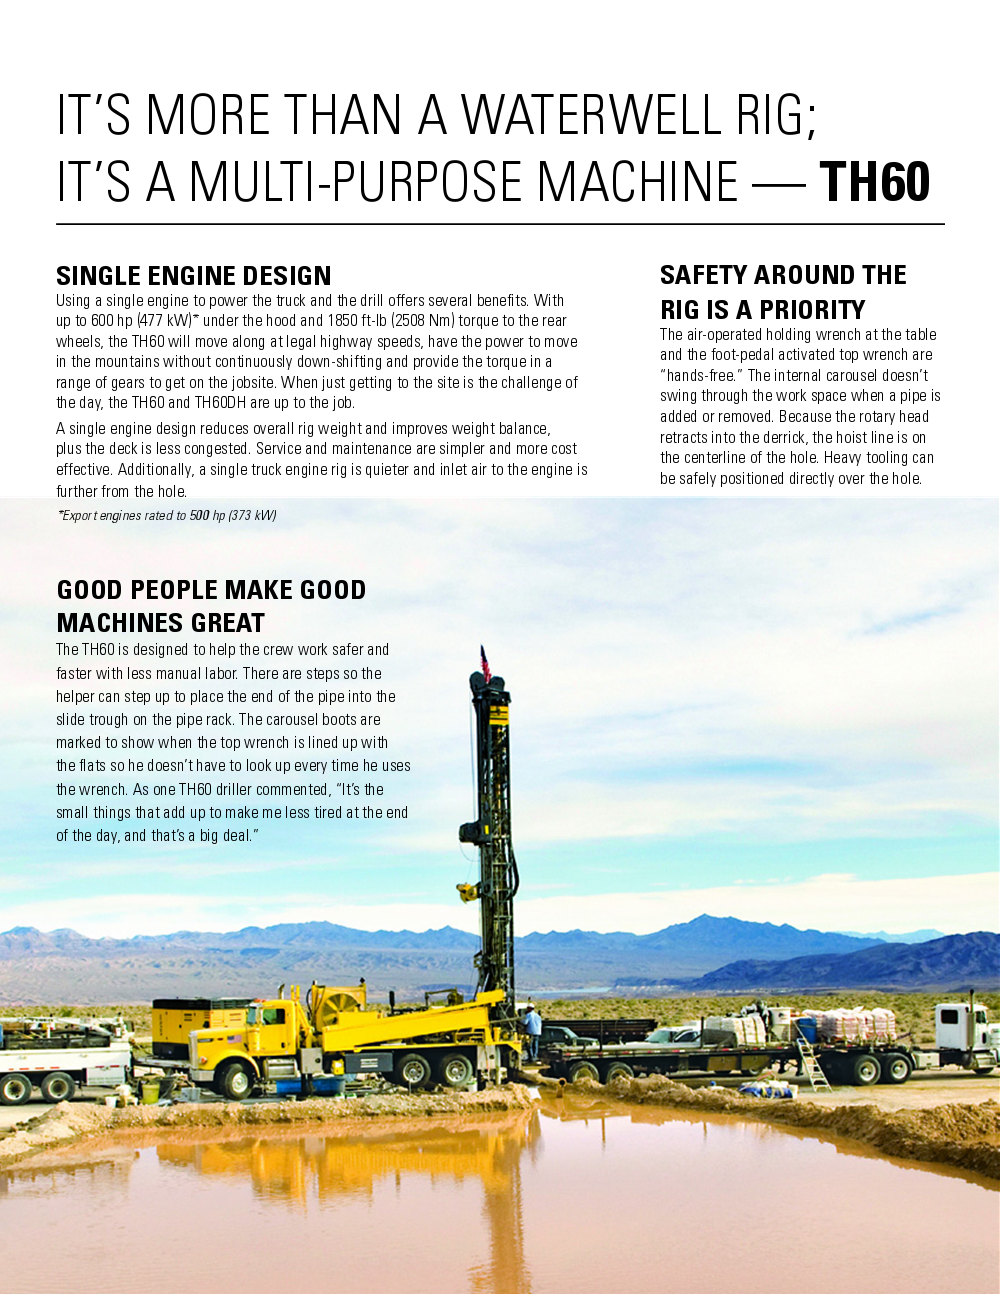 IT’S MORE THAN A WATERWELL RIG;
IT’S A MULTI-PURPOSE MACHINE — TH60
SINGLE ENGINE DESIGN
Using a single engine to power the truck and the drill offers several benefits. With
up to 600 hp (477 kW)* under the hood and 1850 ft-lb (2508 Nm) torque to the rear
wheels, the TH60 will move along at legal highway speeds, have the power to move
in the mountains without continuously down-shifting and provide the torque in a
range of gears to get on the jobsite. When just getting to the site is the challenge of
the day, the TH60 and TH60DH are up to the job.
A single engine design reduces overall rig weight and improves weight balance,
plus the deck is less congested. Service and maintenance are simpler and more cost
effective. Additionally, a single truck engine rig is quieter and inlet air to the engine is
further from the hole.
*Export engines rated to 500 hp (373 kW)
SAFETY AROUND THE
RIG IS A PRIORITY
The air-operated holding wrench at the table
and the foot-pedal activated top wrench are
“hands-free.” The internal carousel doesn’t
swing through the work space when a pipe is
added or removed. Because the rotary head
retracts into the derrick, the hoist line is on
the centerline of the hole. Heavy tooling can
be safely positioned directly over the hole.
GOOD PEOPLE MAKE GOOD
MACHINES GREAT
The TH60 is designed to help the crew work safer and
faster with less manual labor. There are steps so the
helper can step up to place the end of the pipe into the
slide trough on the pipe rack. The carousel boots are
marked to show when the top wrench is lined up with
the flats so he doesn’t have to look up every time he uses
the wrench. As one TH60 driller commented, “It’s the
small things that add up to make me less tired at the end
of the day, and that’s a big deal.”